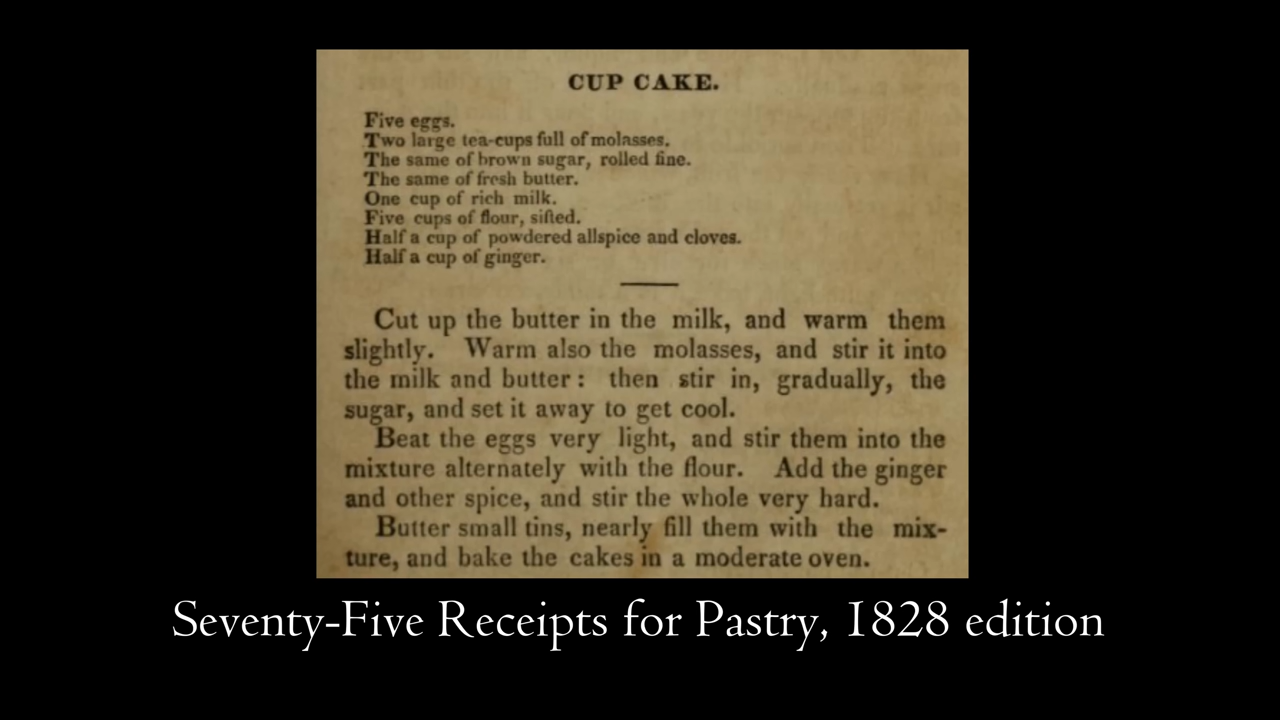 CUP CAKE.
Five eggs.
Two large tea-cups full of molasses.
The same of brown sugar, rolled fine.
The same of fresh butter.
One cup of rich milk.
Five cups of flour, sifted.
Half a cup of powdered allspice and cloves.
Half a cup of ginger.
Cut up the butter in the milk, and warm them
slightly. Warm also the molasses, and stir it into
the milk and butter: then stir in, gradually, the
sugar, and set it away to get cool.
Beat the eggs very light, and stir them into the
mixture alternately with the flour. Add the ginger
and other spice, and stir the whole very hard.
Butter small tins, nearly fill them with the mix-
ture, and bake the cakes in a moderate oven.
Seventy-Five Receipts for Pastry, 1828 edition